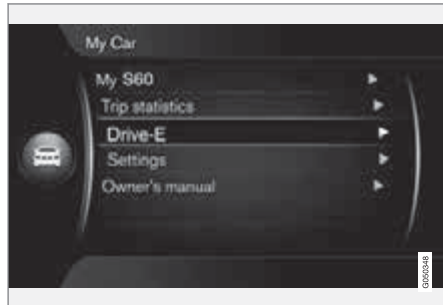 My Car
My S60
Trip statistics
Drive-E
Settings
Owner's manual
G050348